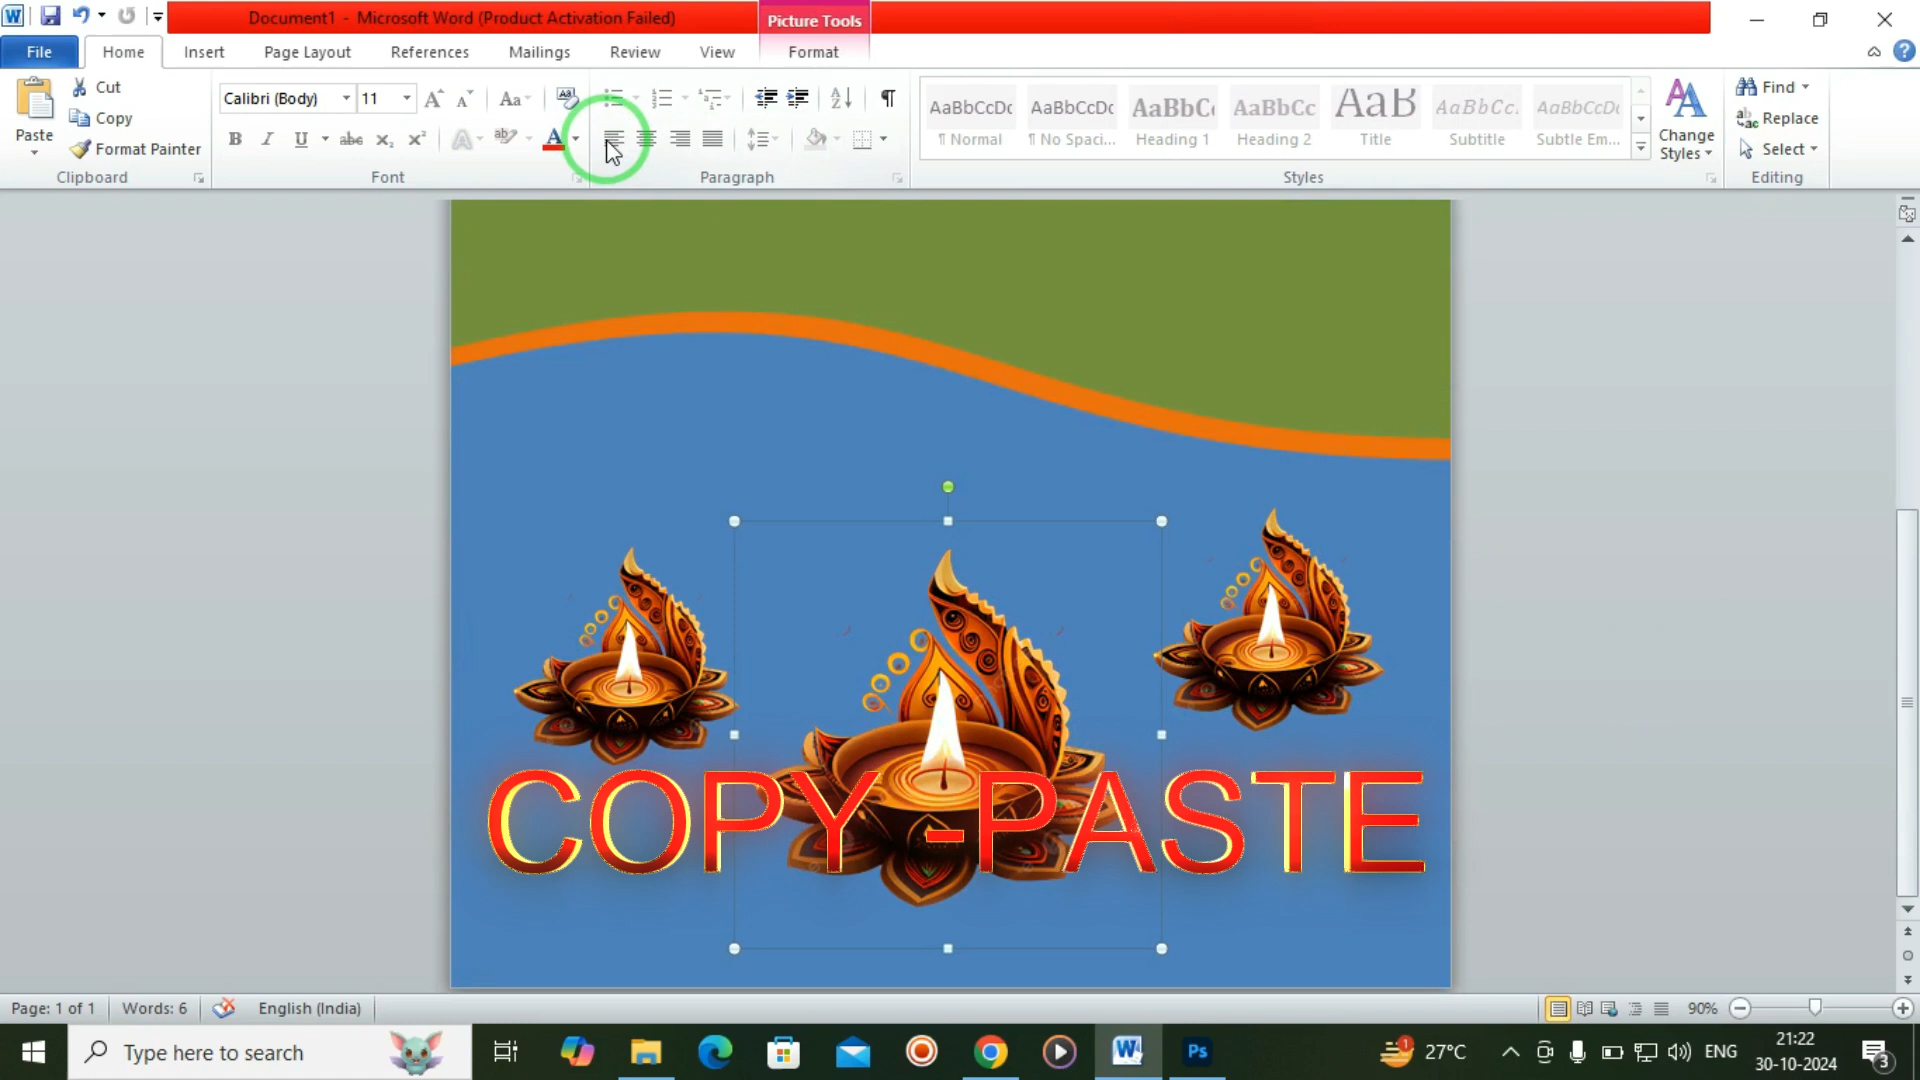 Document1 - Microsoft Word (Product Activation Failed)
Picture Tools
File
Home
Insert
Page Layout
References
Mailings
Review
View
Format
Paste
Cut
Copy
Format Painter
Clipboard
Calibri (Body)
11
Font
Paragraph
AaBbCcDc
¶ Normal
AaBbCcDc
¶ No Spaci...
AaBbC
Heading 1
AaBbCc
Heading 2
AaB
Title
AaBbCc.
Subtitle
AaBbCcDc
Subtle Em...
Styles
Change
Styles
Find
Replace
Select
Editing
COPY -PASTE
Page: 1 of 1
Words: 6
English (India)
90%
Type here to search
Ps
1
27°C
ENG
21:22
30-10-2024
3